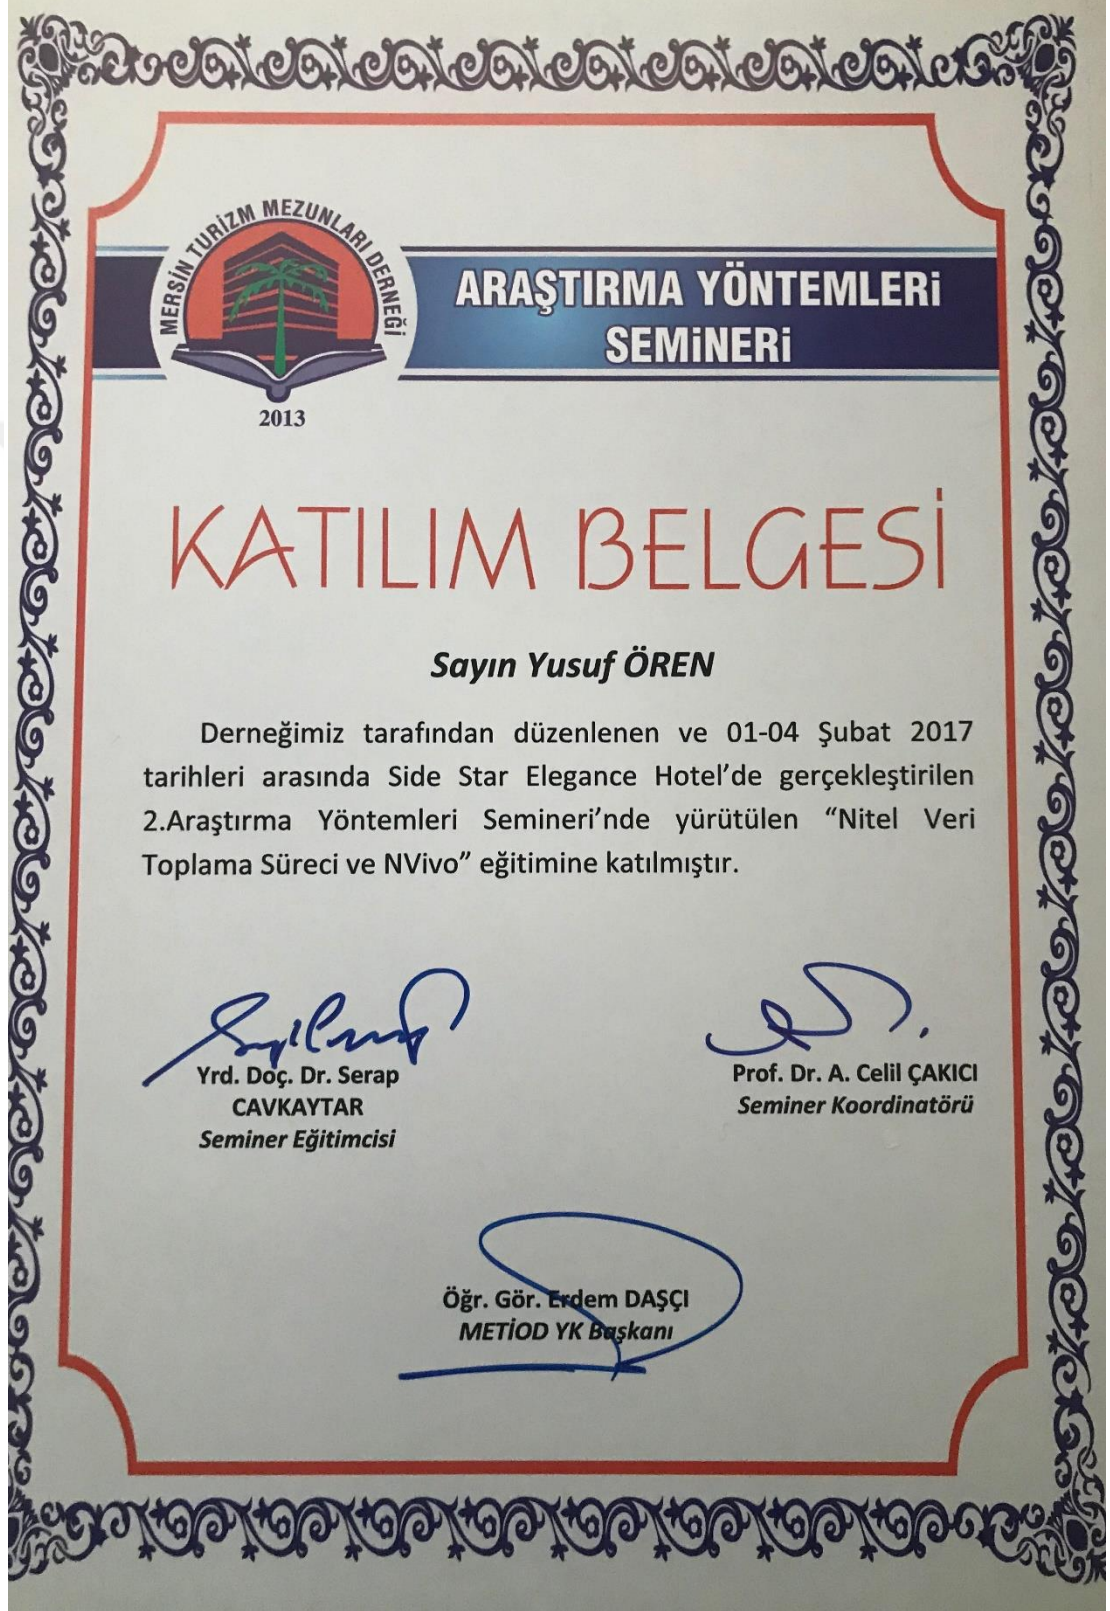 MERSİN TURİZM MEZUNLARI DERNEĞİ
2013
ARAŞTIRMA YÖNTEMLERİ
SEMİNERİ
KATILIM BELGESİ
Sayın Yusuf ÖREN
Derneğimiz tarafından düzenlenen ve 01-04 Şubat 2017
tarihleri arasında Side Star Elegance Hotel’de gerçekleştirilen
2.Araştırma Yöntemleri Semineri’nde yürütülen “Nitel Veri
Toplama Süreci ve NVivo” eğitimine katılmıştır.
Yrd. Doç. Dr. Serap
CAVKAYTAR
Seminer Eğitimcisi
Prof. Dr. A. Celil ÇAKICI
Seminer Koordinatörü
Öğr. Gör. Erdem DAŞÇI
METİOD YK Başkanı